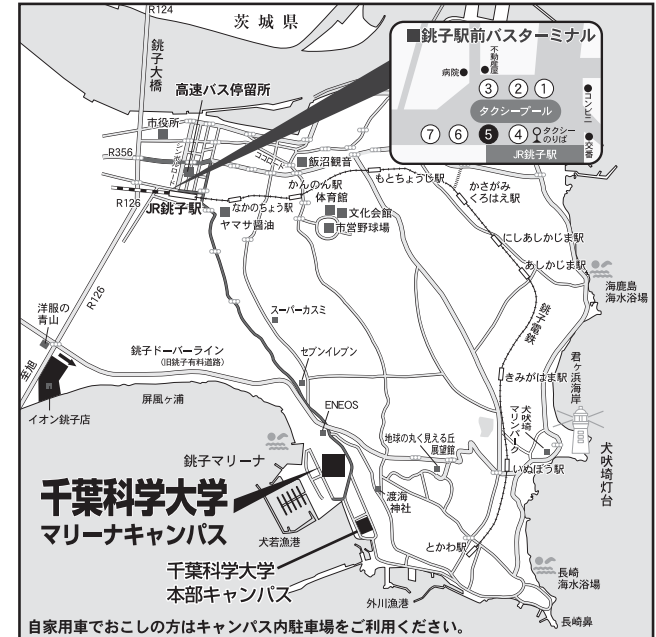 R124
茨城県
銚子大橋
高速バス停留所
市役所
R356
シンボルロード
ココロード
R126
JR銚子駅
■銚子駅前バスターミナル
病院●
不動産屋
③ ② ①
タクシープール
⑦ ⑥ ❺ ④
タクシー
のりば
JR銚子駅
●コンビニ
●交番
飯沼観音
かんのん駅
もとちょうし駅
かさがみ
くろはえ駅
体育館
文化会館
市営野球場
なかのちょう駅
ヤマサ醤油
にしあしかじま駅
あしかじま駅
海鹿島
海水浴場
銚子電鉄
スーパーカスミ
セブンイレブン
洋服の
青山
R126
至旭
イオン銚子店
銚子ドーバーライン
(旧銚子有料道路)
屏風ヶ浦
君ヶ浜海岸
きみがはま駅
犬吠埼
マリンパーク
犬吠埼灯台
いぬぼう駅
ENEOS
地球の丸く見える丘
展望館
銚子マリーナ
千葉科学大学
マリーナキャンパス
犬若漁港
渡海
神社
千葉科学大学
本部キャンパス
とかわ駅
外川漁港
長崎
海水浴場
長崎鼻
自家用車でおこしの方はキャンパス内駐車場をご利用ください。